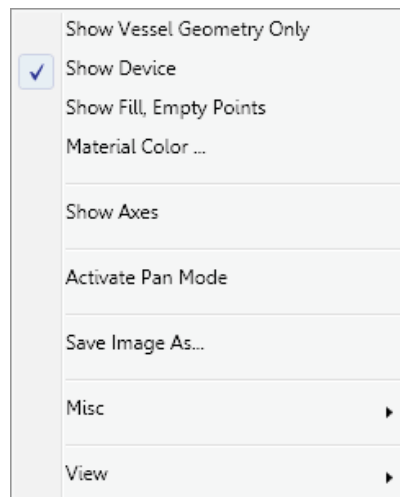 Show Vessel Geometry Only
Show Device
Show Fill, Empty Points
Material Color ...
Show Axes
Activate Pan Mode
Save Image As...
Misc
View